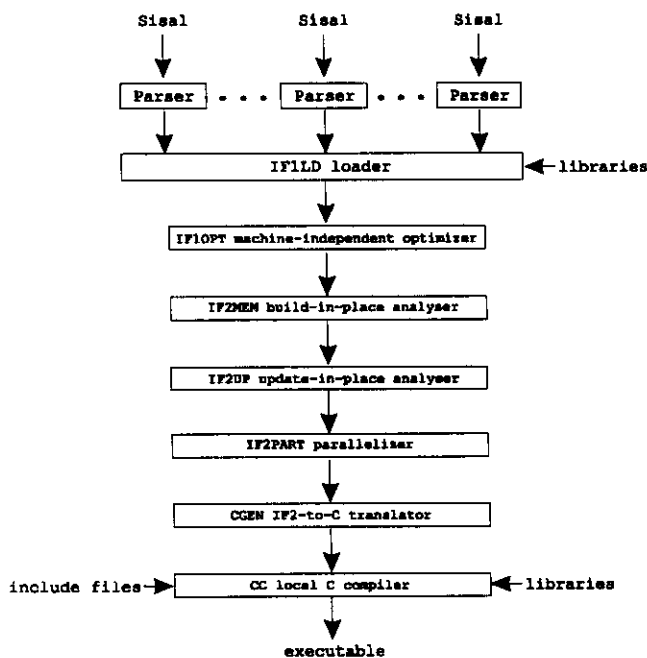 Sisal Sisal Sisal
Parser . . . Parser . . . Parser
IF1LD loader libraries
IF1OPT machine-independent optimizer
IF2MEM build-in-place analyser
IF2UP update-in-place analyser
IF2PART paralleliser
CGEN IF2-to-C translator
include files CC local C compiler libraries
executable